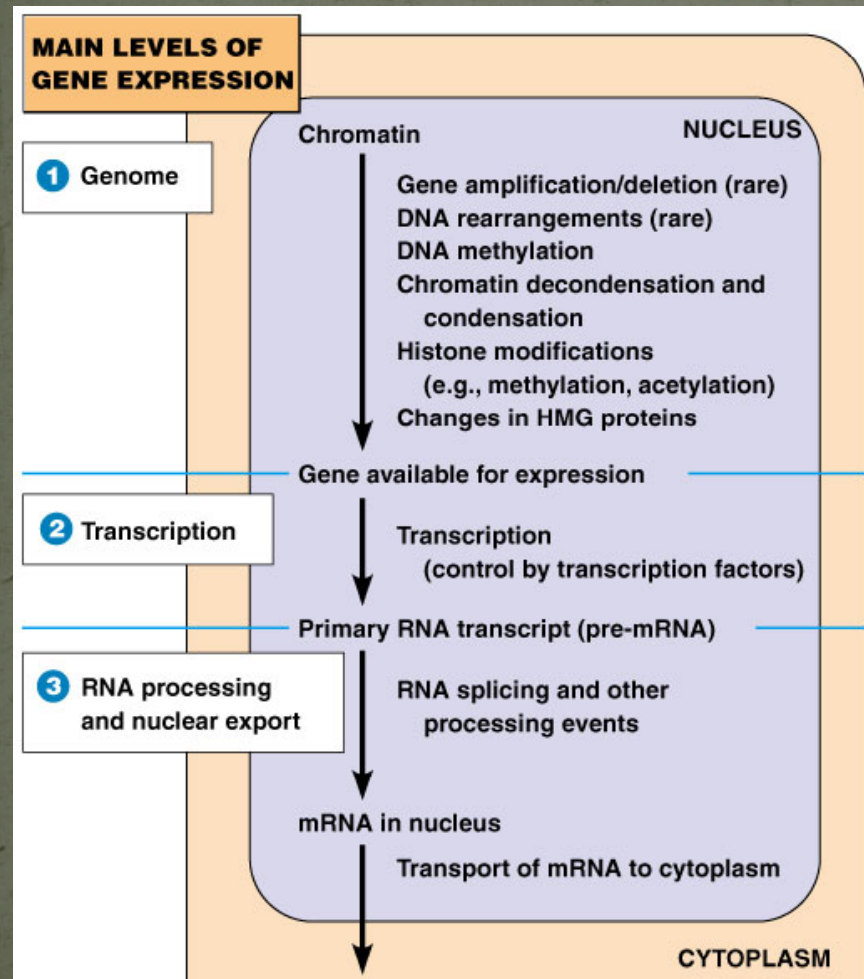 MAIN LEVELS OF
GENE EXPRESSION
NUCLEUS
Chromatin
1 Genome
Gene amplification/deletion (rare)
DNA rearrangements (rare)
DNA methylation
Chromatin decondensation and
condensation
Histone modifications
(e.g., methylation, acetylation)
Changes in HMG proteins
Gene available for expression
2 Transcription
Transcription
(control by transcription factors)
Primary RNA transcript (pre-mRNA)
3 RNA processing
and nuclear export
RNA splicing and other
processing events
mRNA in nucleus
Transport of mRNA to cytoplasm
CYTOPLASM